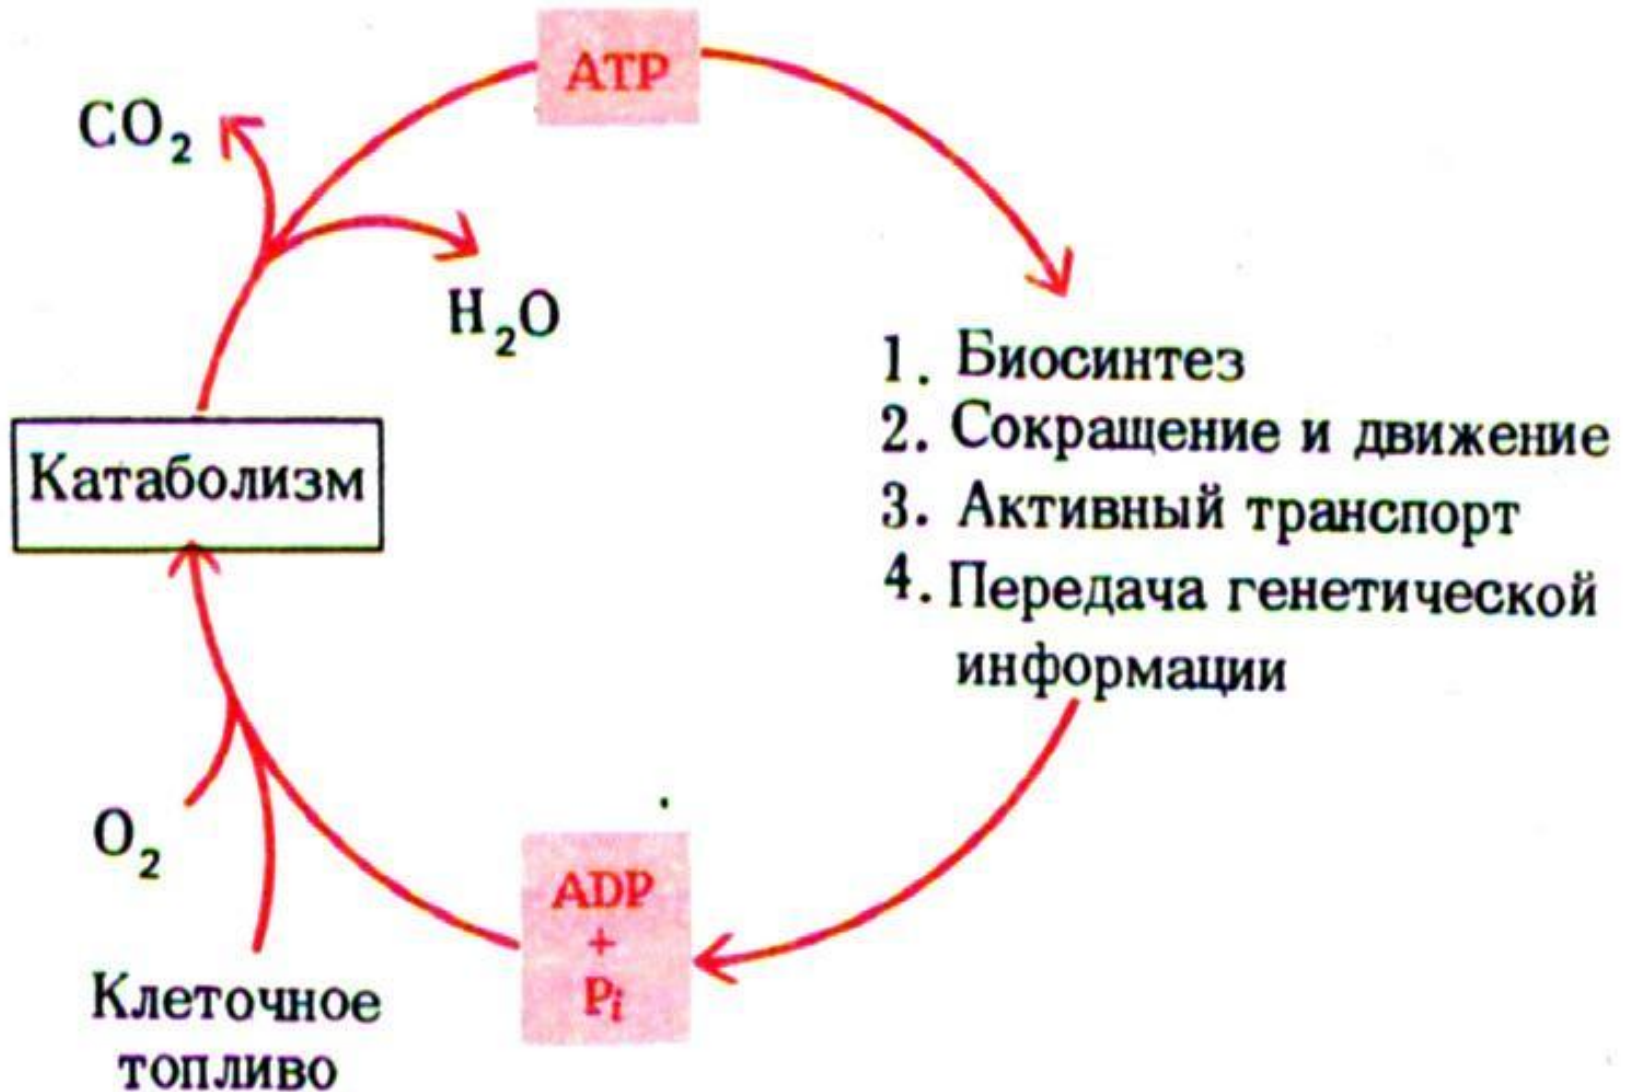 ATP
CO₂
H₂O
1. Биосинтез
2. Сокращение и движение
3. Активный транспорт
4. Передача генетической
информации
Катаболизм
O₂
Клеточное
топливо
ADP
+
Pᵢ